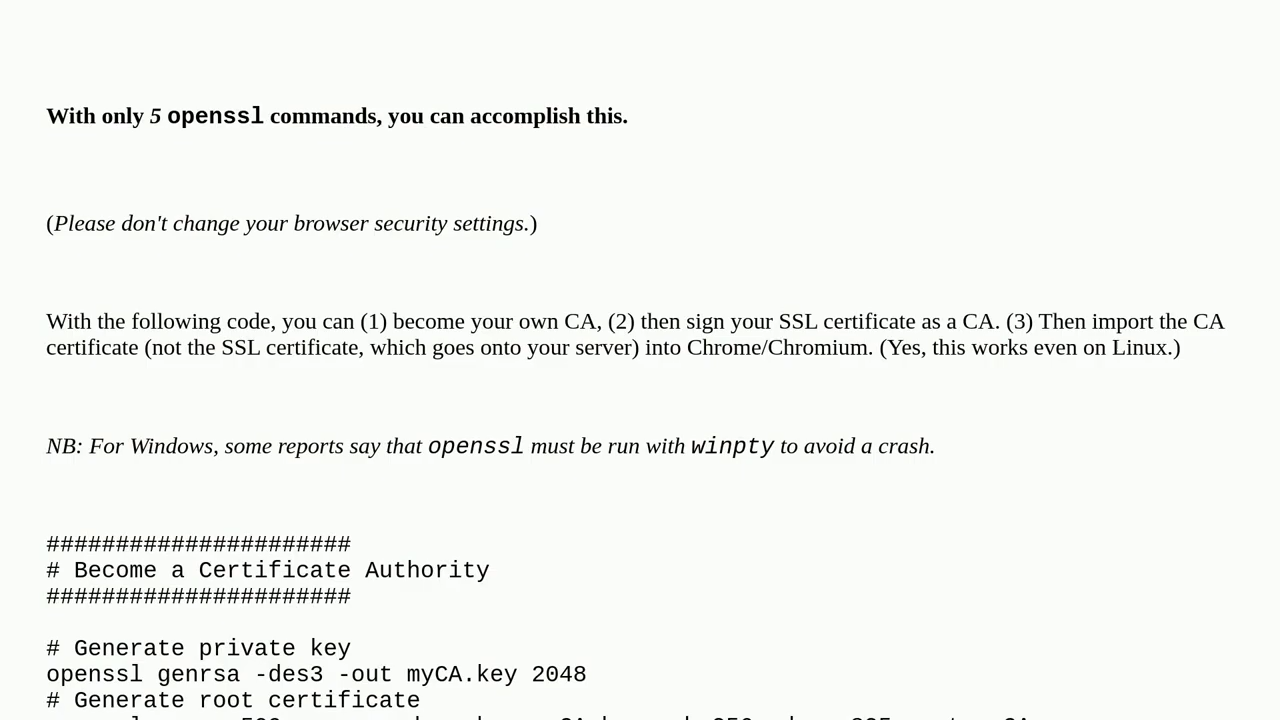 With only 5 openssl commands, you can accomplish this.
(Please don't change your browser security settings.)
With the following code, you can (1) become your own CA, (2) then sign your SSL certificate as a CA. (3) Then import the CA
certificate (not the SSL certificate, which goes onto your server) into Chrome/Chromium. (Yes, this works even on Linux.)
NB: For Windows, some reports say that openssl must be run with winpty to avoid a crash.
######################
# Become a Certificate Authority
######################
# Generate private key
openssl genrsa -des3 -out myCA.key 2048
# Generate root certificate